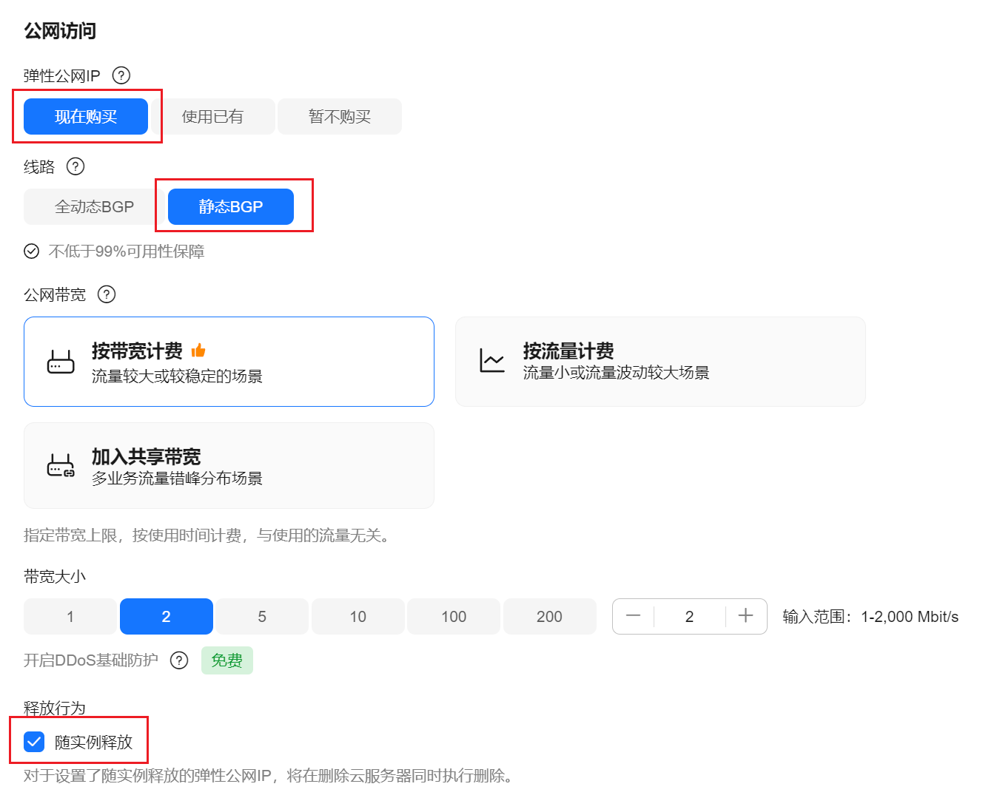 公网访问
弹性公网IP ?
现在购买 使用已有 暂不购买
线路 ?
全动态BGP 静态BGP
不低于99%可用性保障
公网带宽 ?
按带宽计费
流量较大或较稳定的场景
按流量计费
流量小或流量波动较大场景
加入共享带宽
多业务流量错峰分布场景
指定带宽上限，按使用时间计费，与使用的流量无关。
带宽大小
1 2 5 10 100 200 — 2 + 输入范围：1-2,000 Mbit/s
开启DDoS基础防护 ? 免费
释放行为
随实例释放
对于设置了随实例释放的弹性公网IP，将在删除云服务器同时执行删除。